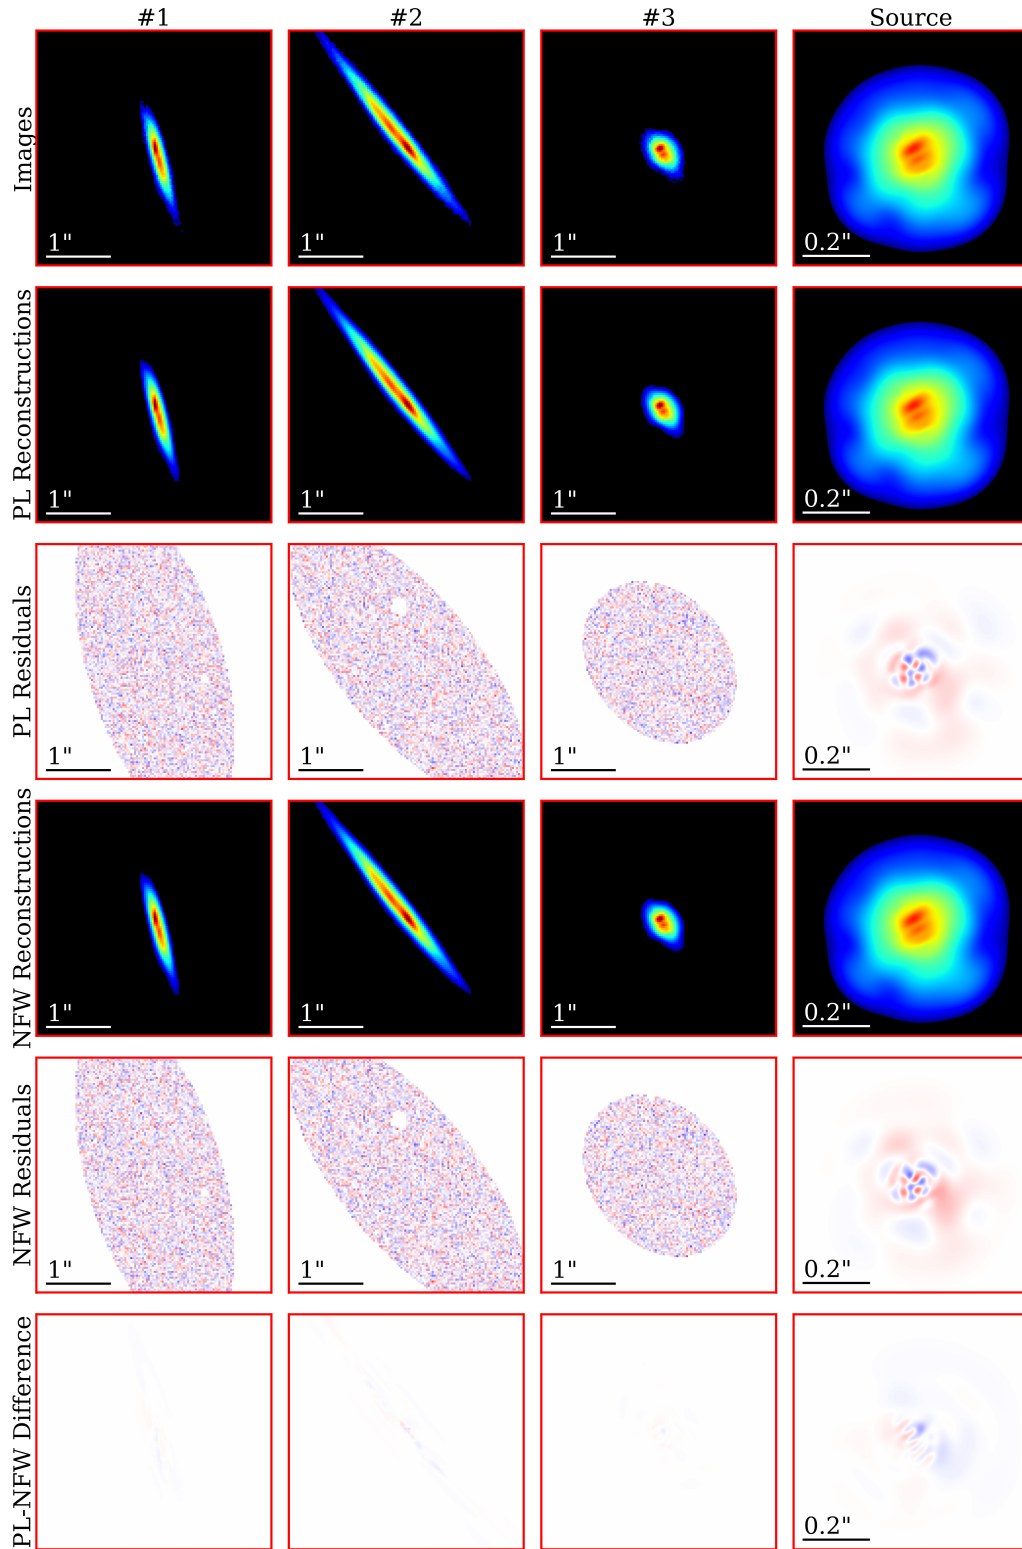 #1 #2 #3 Source
Images
1" 1" 1" 0.2"
PL Reconstructions
1" 1" 1" 0.2"
PL Residuals
1" 1" 1" 0.2"
NFW Reconstructions
1" 1" 1" 0.2"
NFW Residuals
1" 1" 1" 0.2"
PL-NFW Difference
0.2"